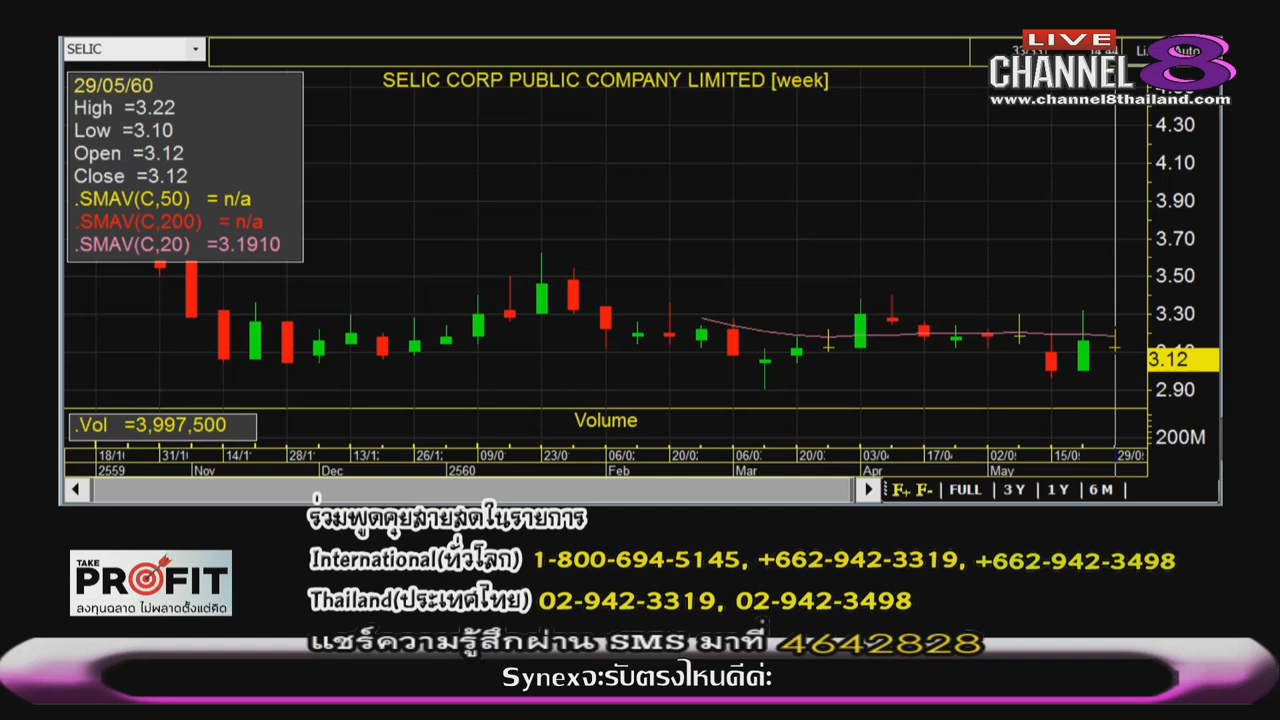 SELIC
LIVE
CHANNEL 8
www.channel8thailand.com
SELIC CORP PUBLIC COMPANY LIMITED [week]
29/05/60
High =3.22
Low =3.10
Open =3.12
Close =3.12
.SMAV(C,50) = n/a
.SMAV(C,200) = n/a
.SMAV(C,20) =3.1910
4.30
4.10
3.90
3.70
3.50
3.30
3.12
2.90
.Vol =3,997,500
Volume
200M
2559 Nov Dec 2560 Feb Mar Apr May
F+ F- FULL 3 Y 1 Y 6 M
ร่วมพูดคุยสายสดในรายการ
International(ทั่วโลก) 1-800-694-5145, +662-942-3319, +662-942-3498
TAKE
PROFIT
ลงทุนฉลาด ไม่พลาดตั้งแต่คิด
Thailand(ประเทศไทย) 02-942-3319, 02-942-3498
แชร์ความรู้สึกผ่าน SMS มาที่ 4642828
Synexจะรับตรงไหนดีค่ะ